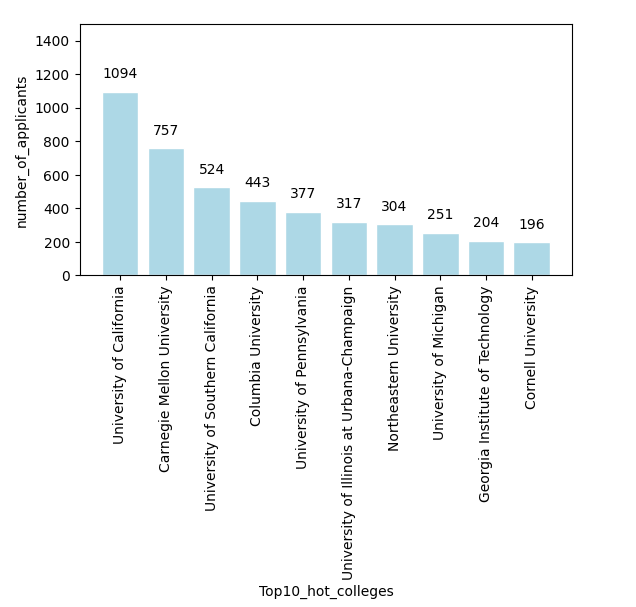 number_of_applicants
1400
1200
1000
800
600
400
200
0
1094
757
524
443
377
317
304
251
204
196
University of California
Carnegie Mellon University
University of Southern California
Columbia University
University of Pennsylvania
University of Illinois at Urbana-Champaign
Northeastern University
University of Michigan
Georgia Institute of Technology
Cornell University
Top10_hot_colleges